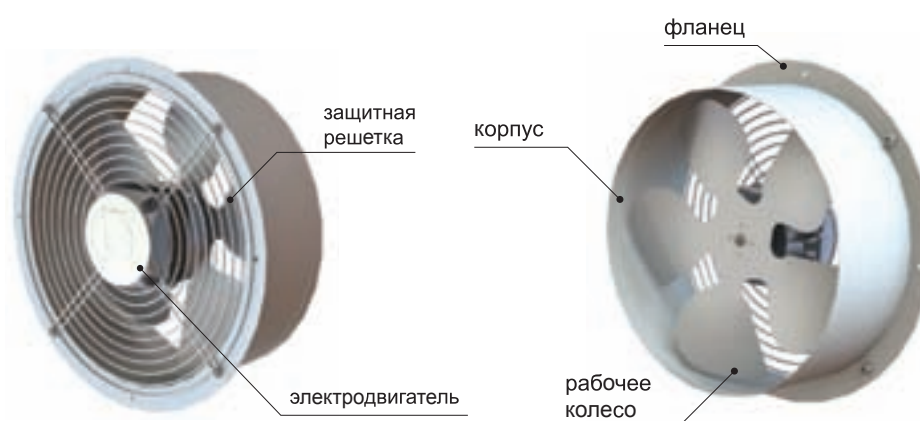 фланец
защитная
решетка
корпус
электродвигатель
рабочее
колесо